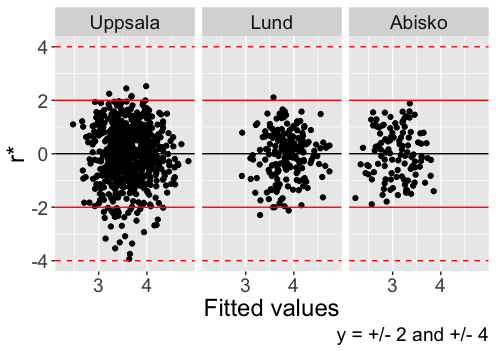 Uppsala Lund Abisko
4
2
0
-2
-4
r*
3 4 3 4 3 4
Fitted values
y = +/- 2 and +/- 4